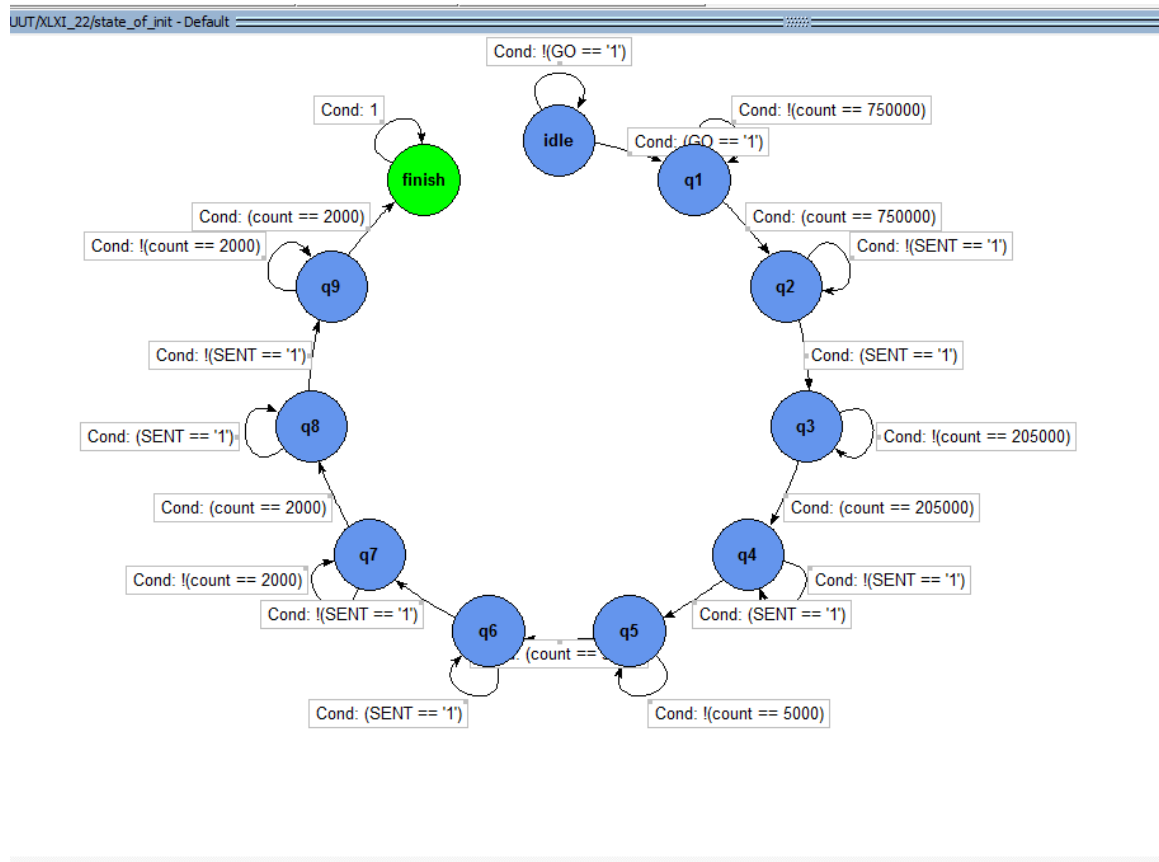 UUT/XLXI_22/state_of_init - Default
Cond: !(GO == '1')
Cond: 1
Cond: !(count == 750000)
idle
Cond: (GO == '1')
finish
q1
Cond: (count == 2000)
Cond: (count == 750000)
Cond: !(count == 2000)
Cond: !(SENT == '1')
q9
q2
Cond: !(SENT == '1')
Cond: (SENT == '1')
q8
q3
Cond: (SENT == '1')
Cond: !(count == 205000)
Cond: (count == 2000)
Cond: (count == 205000)
q7
q4
Cond: !(count == 2000)
Cond: !(SENT == '1')
Cond: !(SENT == '1')
Cond: (SENT == '1')
q6
q5
(count ==
Cond: (SENT == '1')
Cond: !(count == 5000)